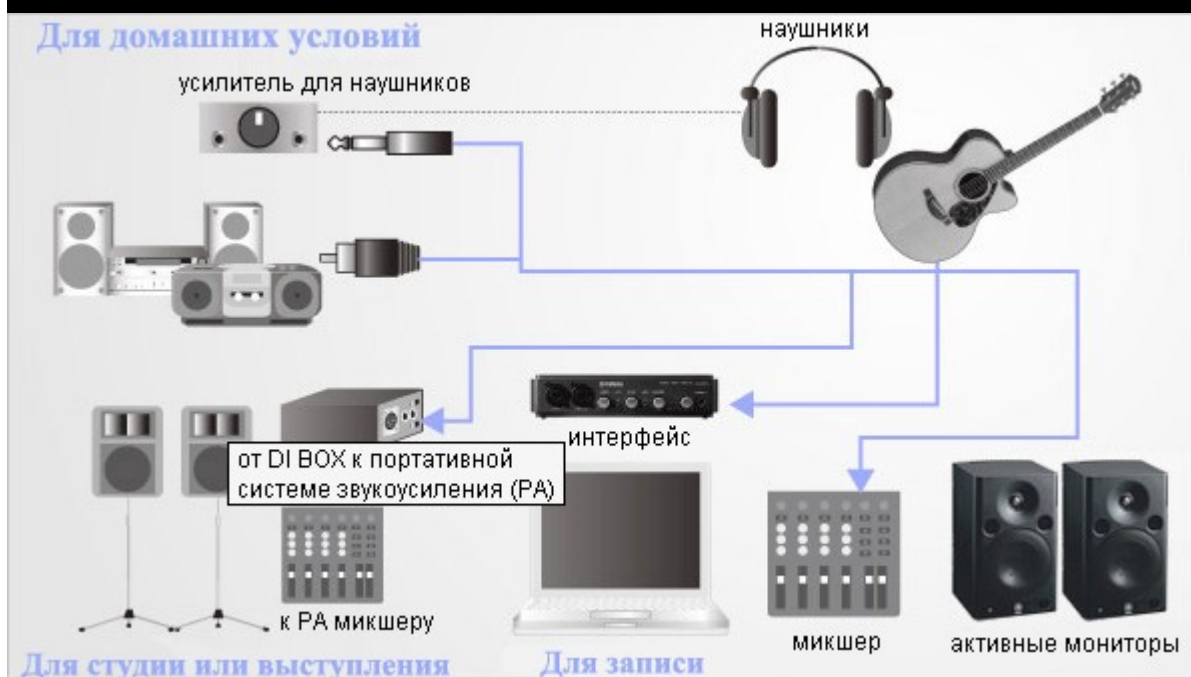 Для домашних условий
наушники
усилитель для наушников
интерфейс
от DI BOX к портативной
системе звукоусиления (PA)
к PA микшеру
микшер
активные мониторы
Для студии или выступления
Для записи